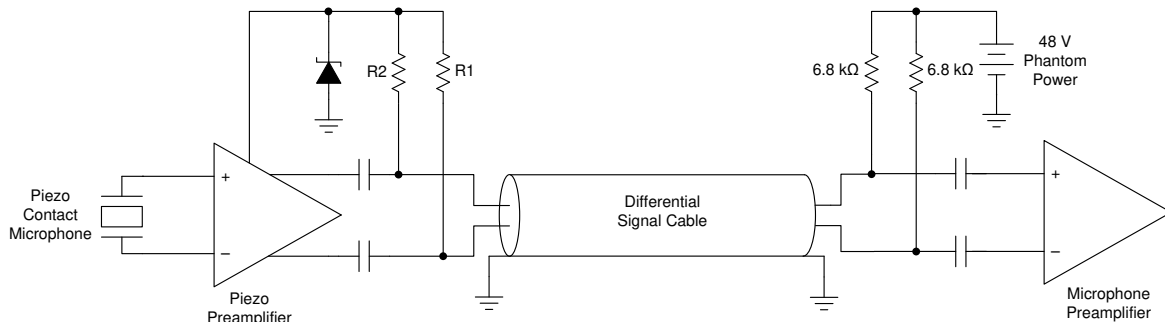 R2
R1
6.8 kΩ
6.8 kΩ
48 V
Phantom
Power
+
−
Piezo
Contact
Microphone
Piezo
Preamplifier
Differential
Signal Cable
+
−
Microphone
Preamplifier